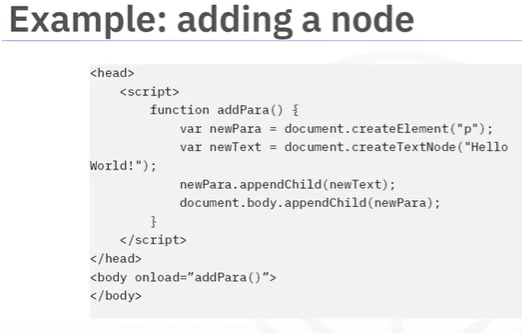 Example: adding a node
<head>
<script>
function addPara() {
var newPara = document.createElement("p");
var newText = document.createTextNode("Hello
World!");
newPara.appendChild(newText);
document.body.appendChild(newPara);
}
</script>
</head>
<body onload=”addPara()”>
</body>